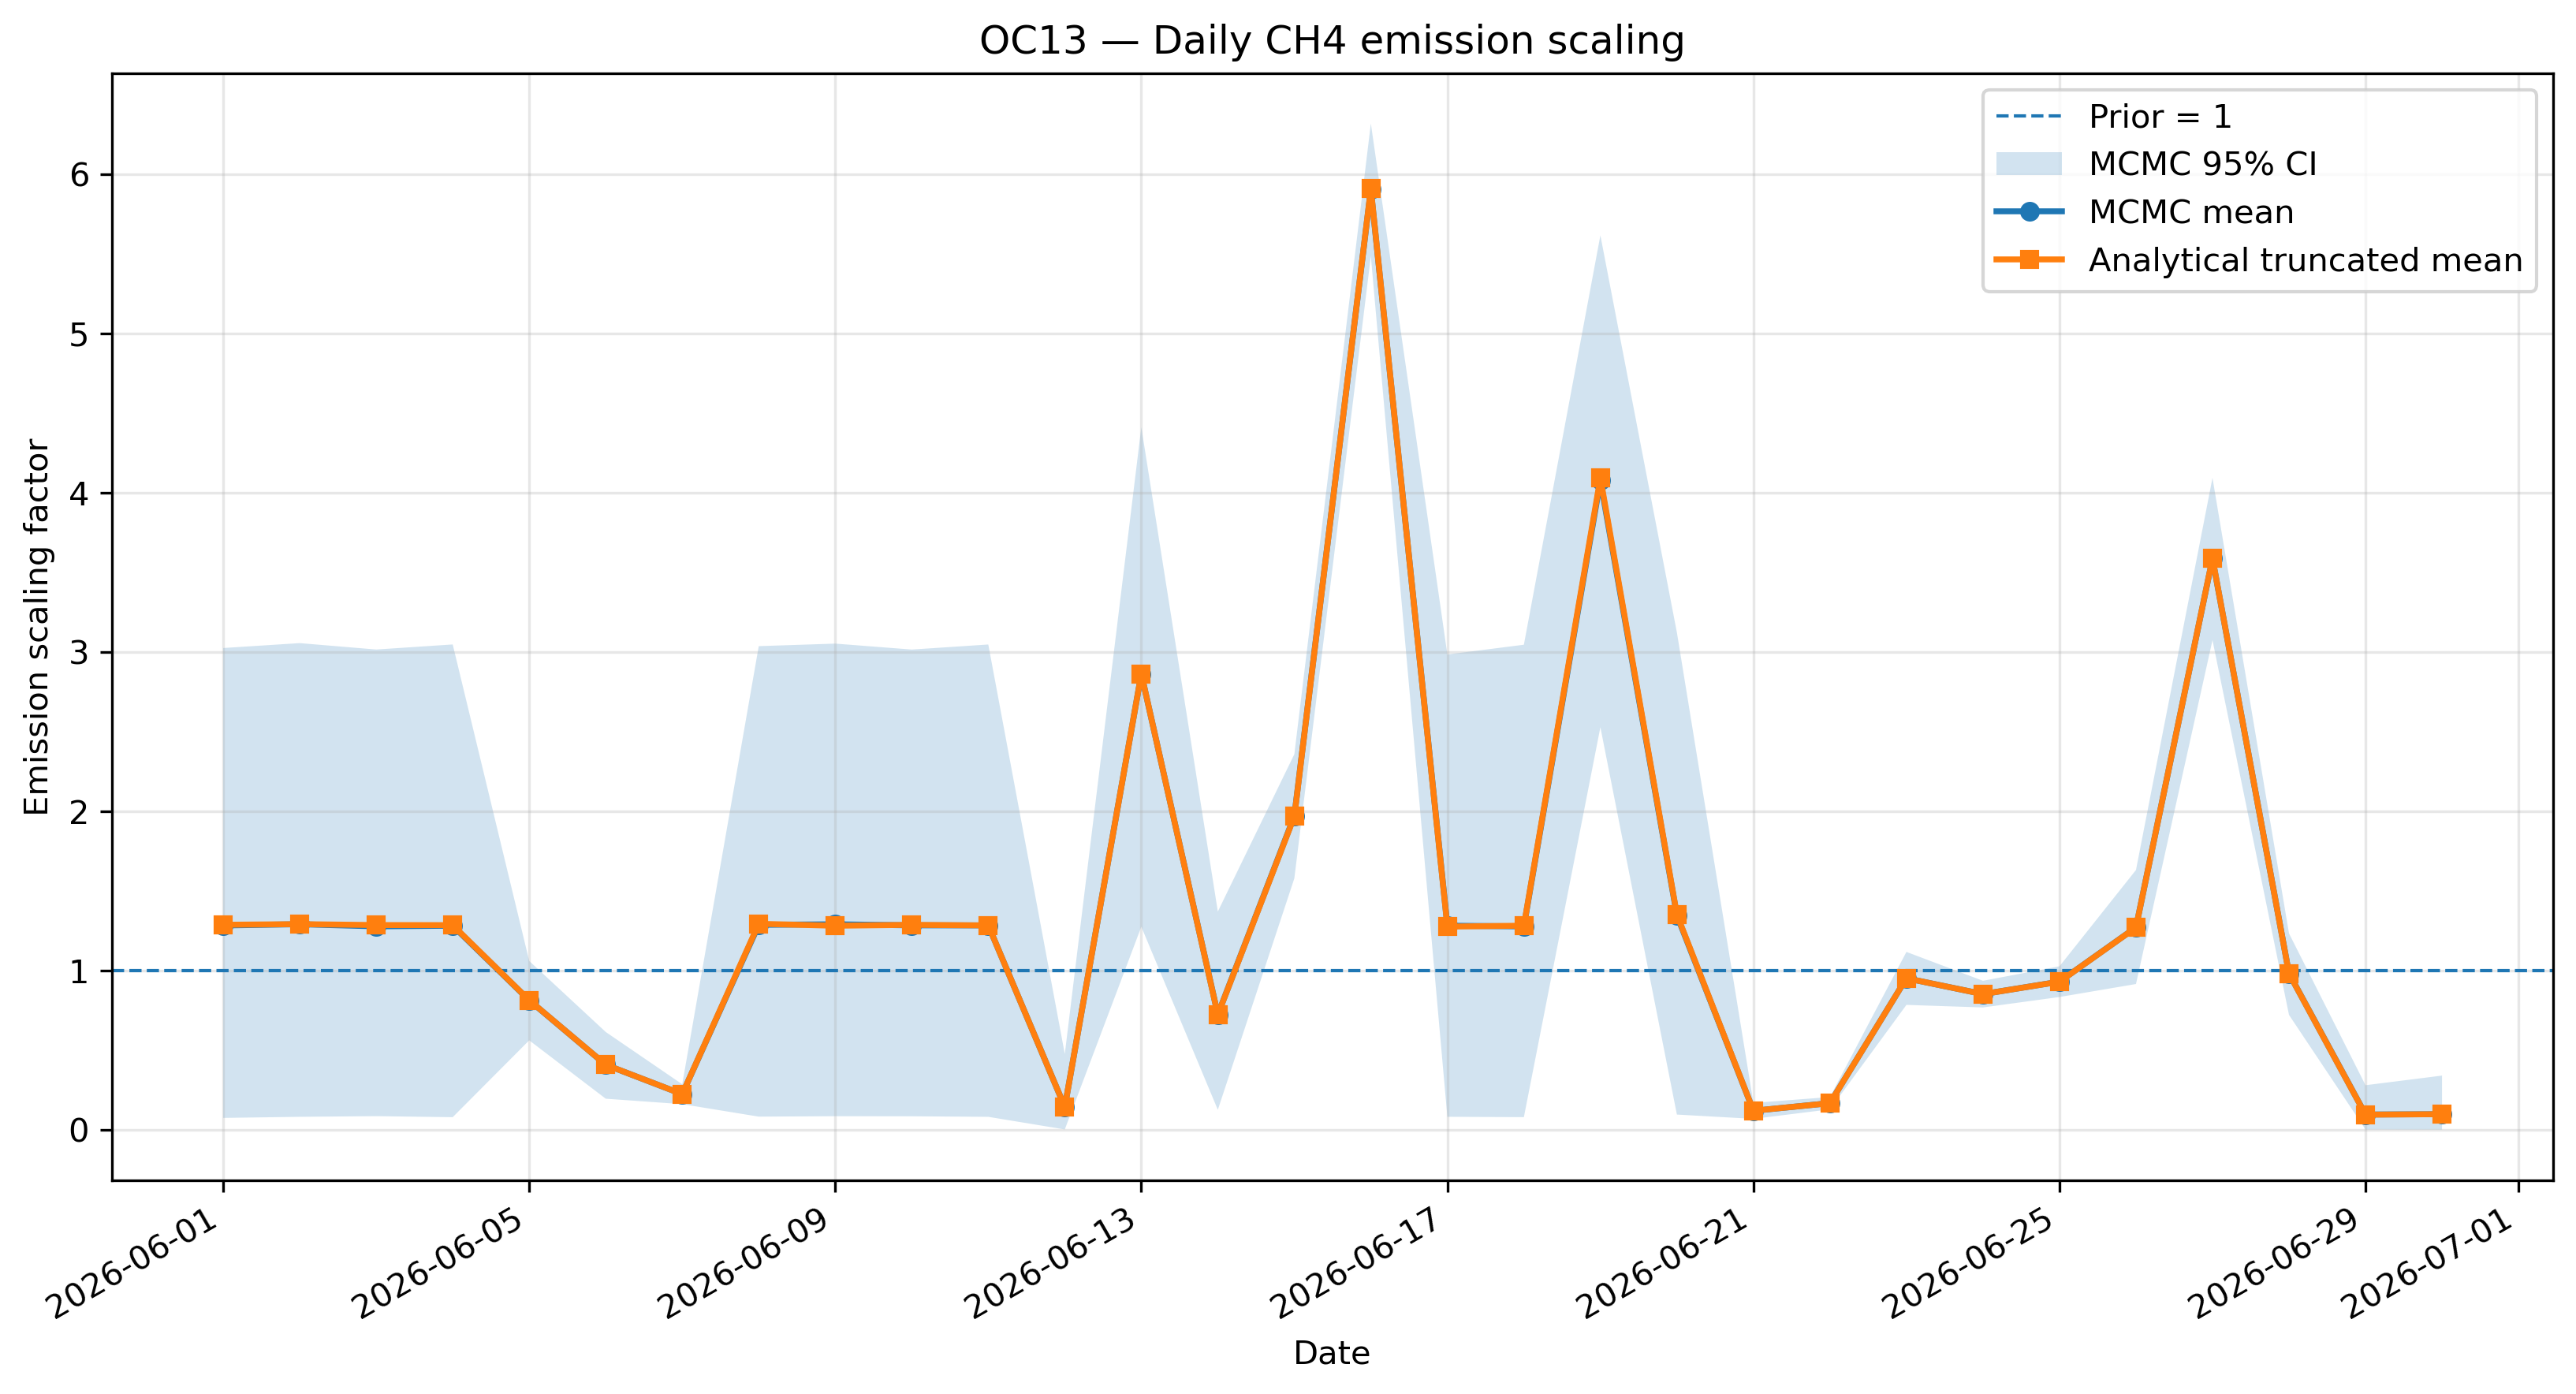 OC13 — Daily CH4 emission scaling
Prior = 1
MCMC 95% CI
MCMC mean
Analytical truncated mean
Emission scaling factor
6
5
4
3
2
1
0
2026-06-01
2026-06-05
2026-06-09
2026-06-13
2026-06-17
2026-06-21
2026-06-25
2026-06-29
2026-07-01
Date